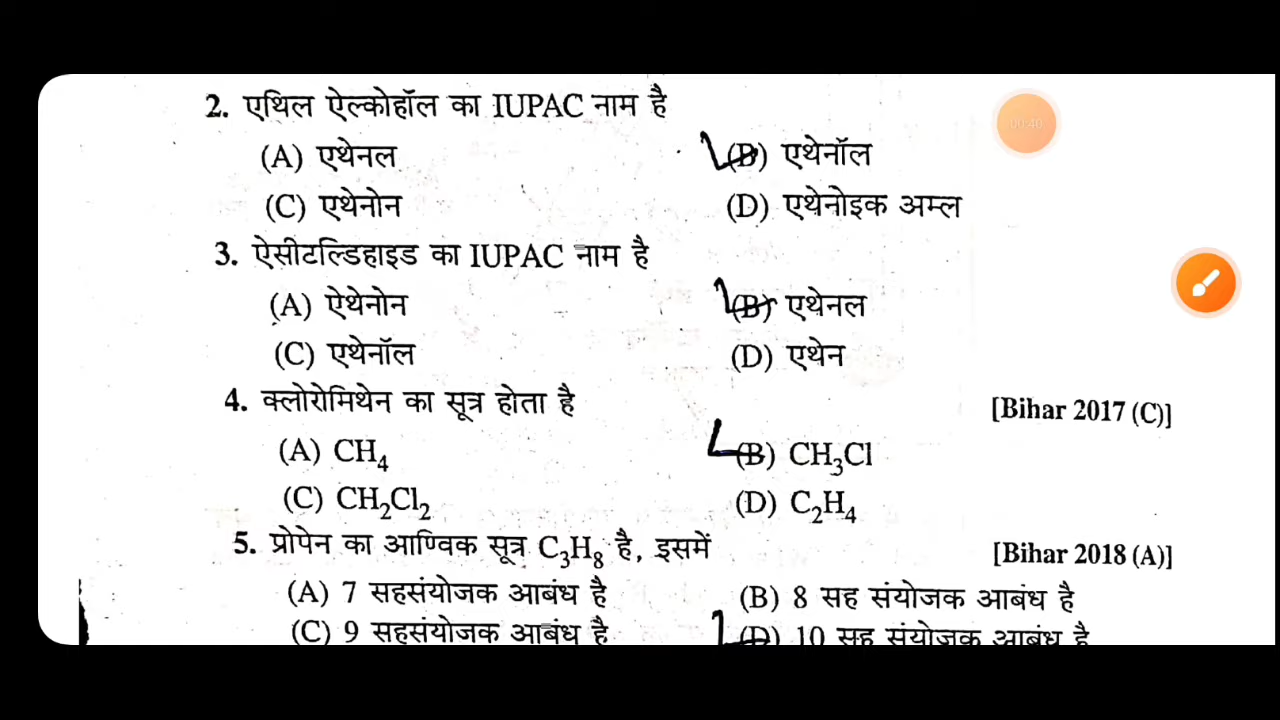 00:40
2. एथिल ऐल्कोहॉल का IUPAC नाम है
(A) एथेनल (B) एथेनॉल
(C) एथेनोन (D) एथेनोइक अम्ल
3. ऐसीटल्डिहाइड का IUPAC नाम है
(A) ऐथेनोन (B) एथेनल
(C) एथेनॉल (D) एथेन
4. क्लोरोमिथेन का सूत्र होता है [Bihar 2017 (C)]
(A) CH₄ (B) CH₃Cl
(C) CH₂Cl₂ (D) C₂H₄
5. प्रोपेन का आण्विक सूत्र C₃H₈ है, इसमें [Bihar 2018 (A)]
(A) 7 सहसंयोजक आबंध है (B) 8 सह संयोजक आबंध है
(C) 9 सहसंयोजक आबंध है (D) 10 सह संयोजक आबंध है